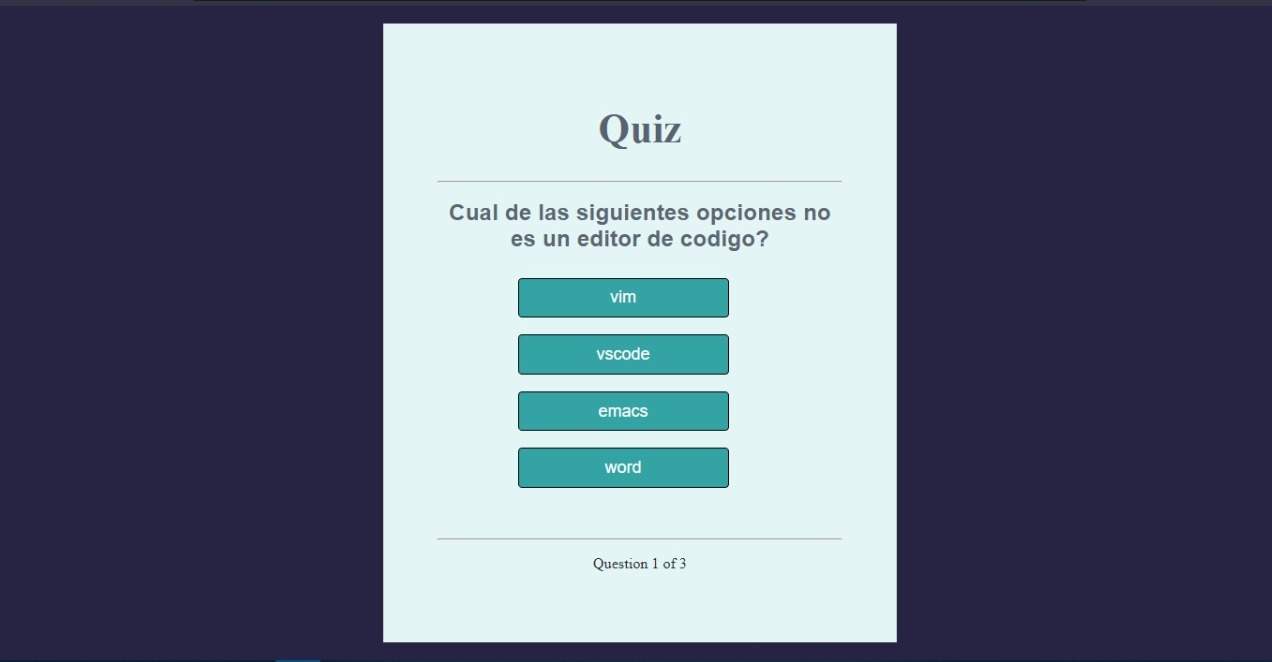 Quiz
Cual de las siguientes opciones no
es un editor de codigo?
vim
vscode
emacs
word
Question 1 of 3